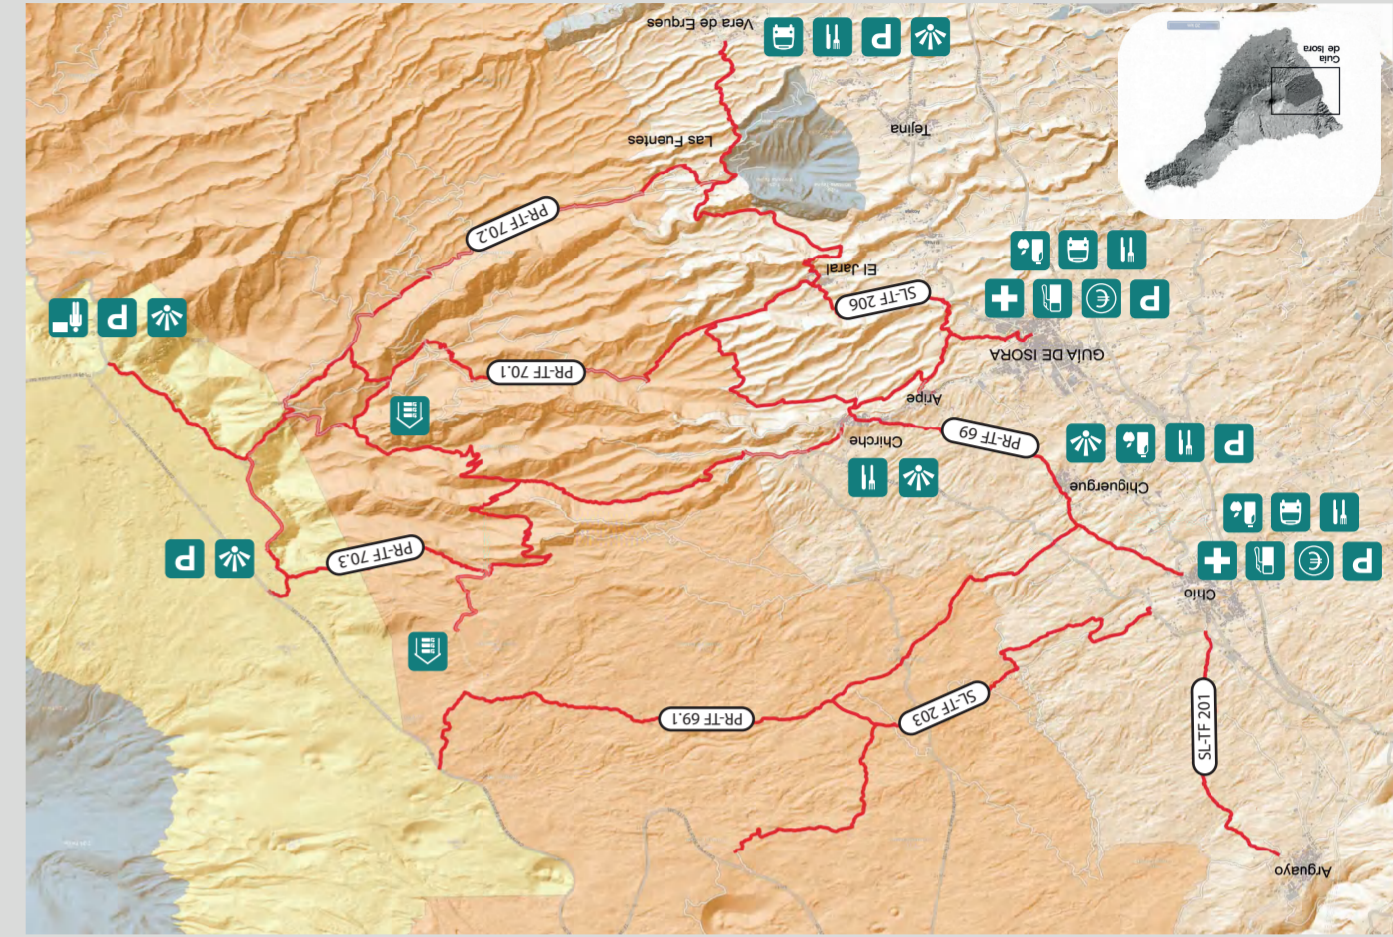 Arguayo
SL-TF 201
SL-TF 203
PR-TF 69.1
Chío
P
€
PR-TF 70.3
P
Chiguergue
P
PR-TF 69
Chirche
Aripe
PR-TF 70.1
GUÍA DE ISORA
P
€
P
SL-TF 206
El Jaral
PR-TF 70.2
Las Fuentes
Tejina
Guía
de Isora
P
Vera de Erques